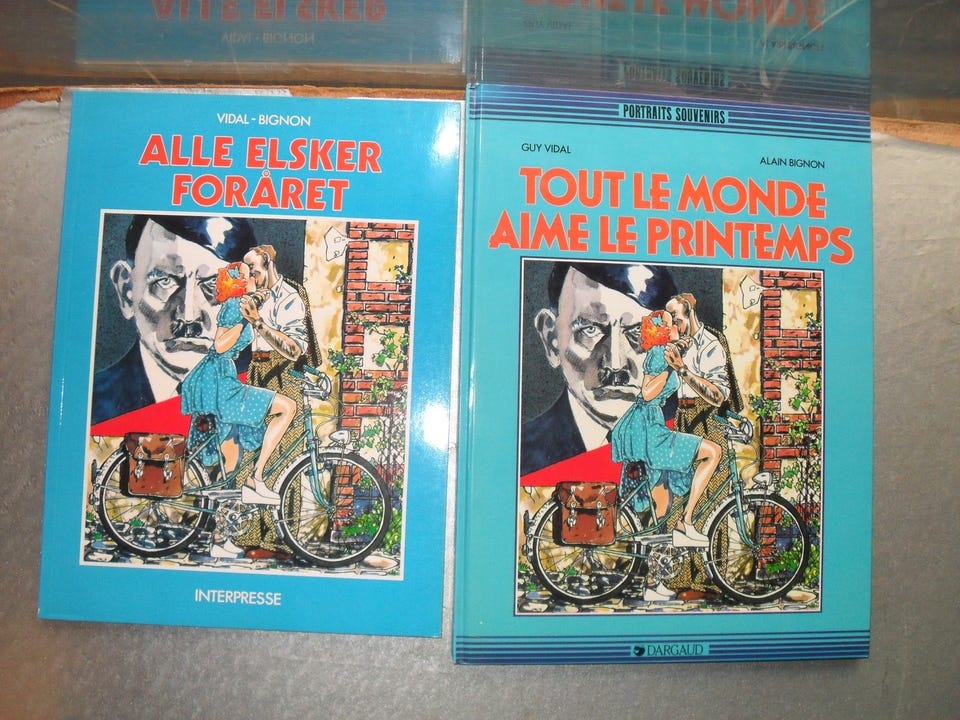 VIDAL-BIGNON
ALLE ELSKER
FORÅRET
INTERPRESSE
PORTRAITS SOUVENIRS
GUY VIDAL
ALAIN BIGNON
TOUT LE MONDE
AIME LE PRINTEMPS
DARGAUD